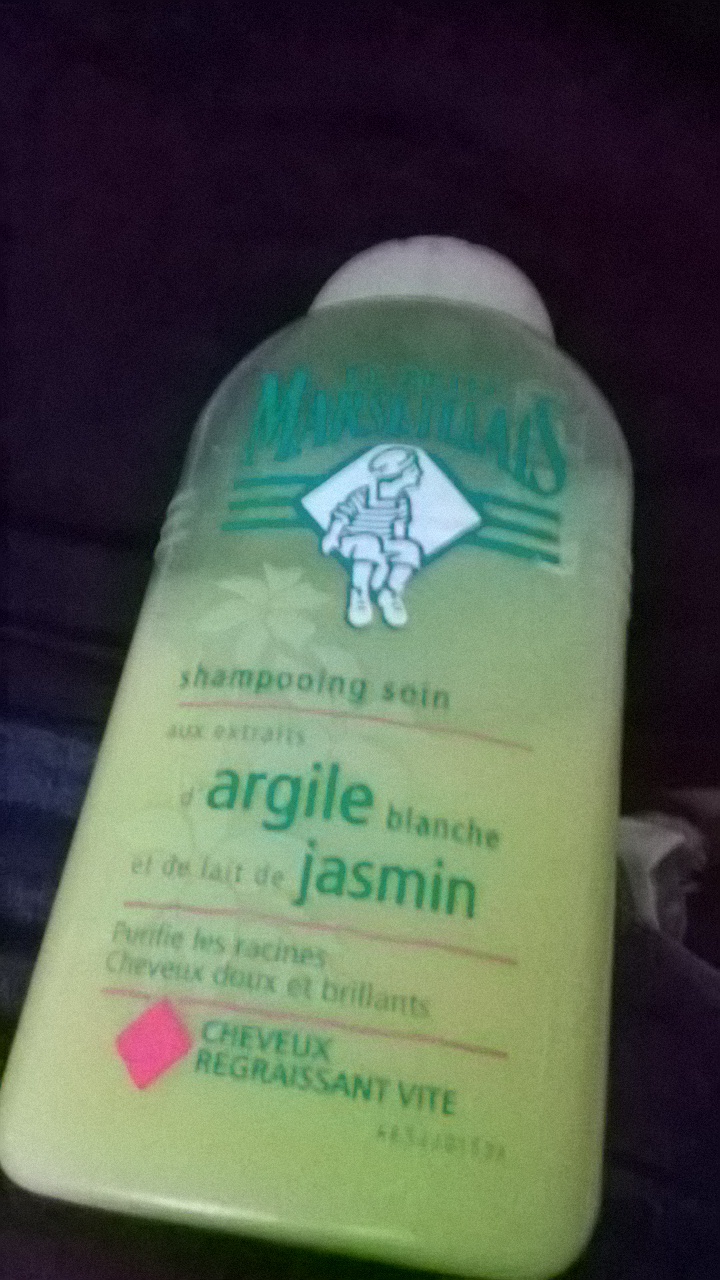 MARSEILLAIS
shampooing soin
aux extraits
d'argile blanche
et de lait de jasmin
Purifie les racines
Cheveux doux et brillants
CHEVEUX
REGRAISSANT VITE